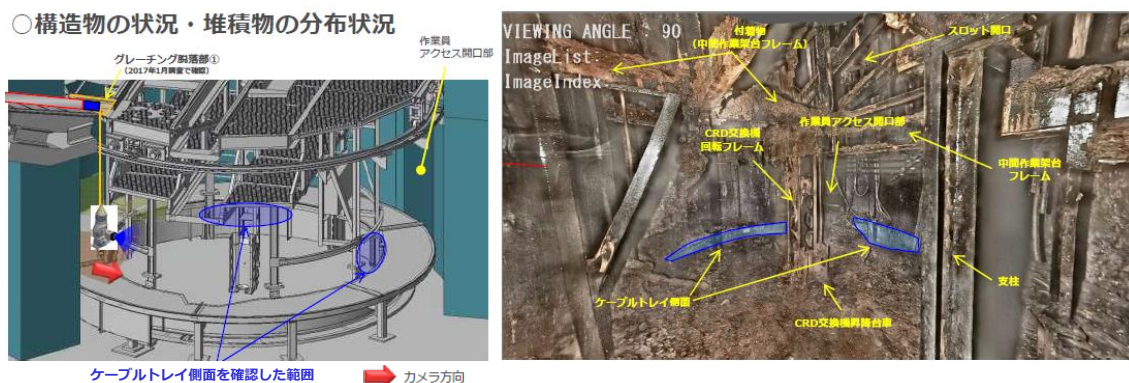 ○構造物の状況・堆積物の分布状況
作業員
アクセス開口部
グレーチング脱落部①
(2017年1月調査で確認)
ケーブルトレイ側面を確認した範囲
カメラ方向
VIEWING ANGLE : 90
ImageList:
ImageIndex:
付着物
(中間作業架台フレーム)
スロット開口
CRD交換機
回転フレーム
作業員アクセス開口部
中間作業架台
フレーム
ケーブルトレイ側面
支柱
CRD交換機昇降台車